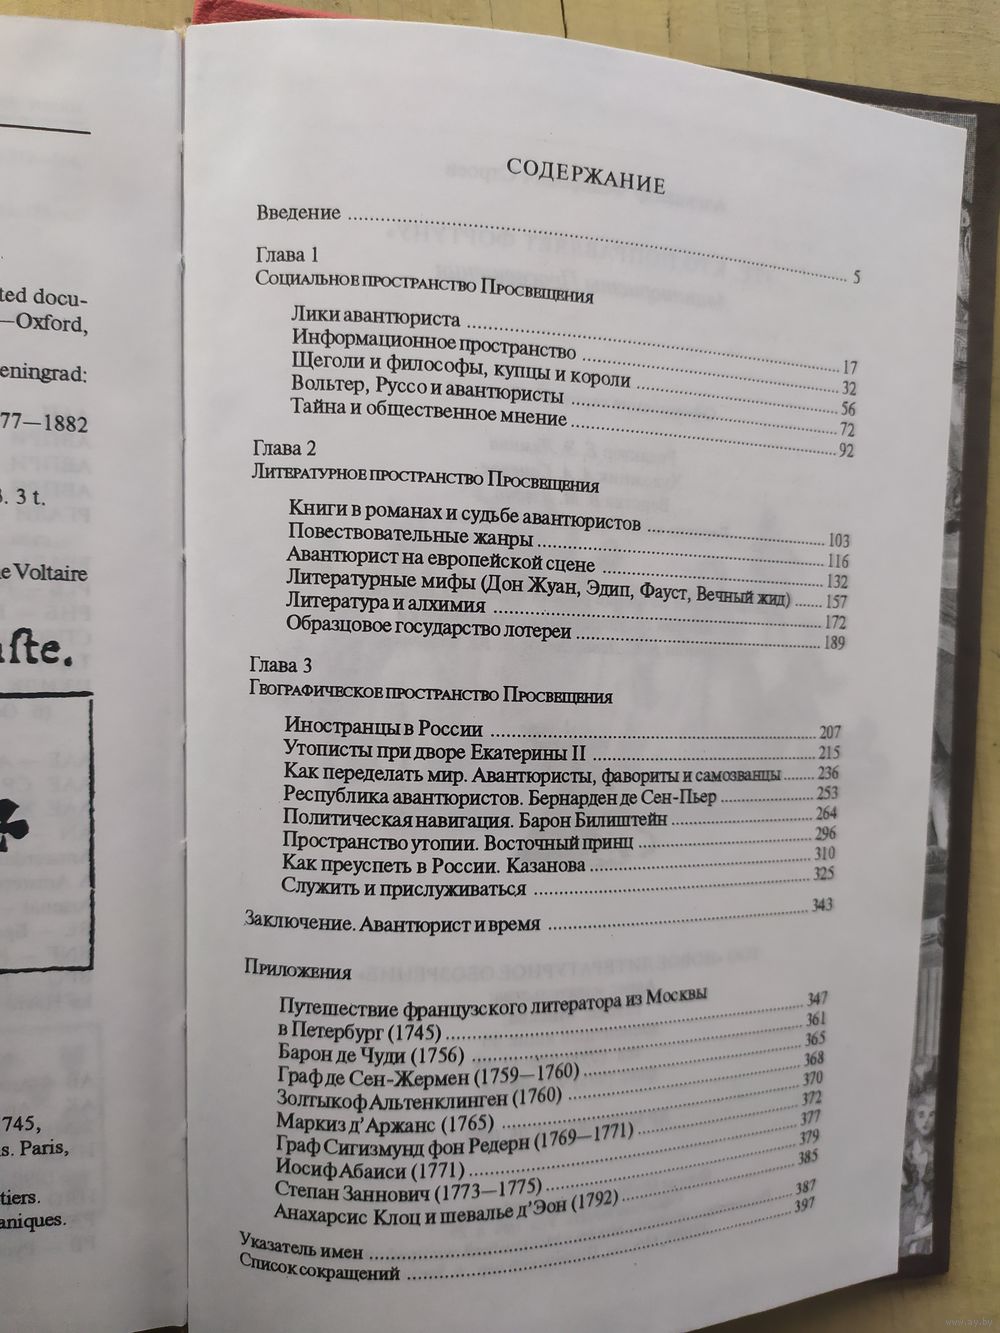 ted docu-
—Oxford,
eningrad:
77—1882
3. 3 t.
e Voltaire
ſte.
745,
s. Paris,
tiers.
aniques.
СОДЕРЖАНИЕ
Введение ... 5
Глава 1
Социальное пространство Просвещения
Лики авантюриста ... 17
Информационное пространство ... 32
Щеголи и философы, купцы и короли ... 56
Вольтер, Руссо и авантюристы ... 72
Тайна и общественное мнение ... 92
Глава 2
Литературное пространство Просвещения
Книги в романах и судьбе авантюристов ... 103
Повествовательные жанры ... 116
Авантюрист на европейской сцене ... 132
Литературные мифы (Дон Жуан, Эдип, Фауст, Вечный жид) ... 157
Литература и алхимия ... 172
Образцовое государство лотереи ... 189
Глава 3
Географическое пространство Просвещения
Иностранцы в России ... 207
Утописты при дворе Екатерины II ... 215
Как переделать мир. Авантюристы, фавориты и самозванцы ... 236
Республика авантюристов. Бернарден де Сен-Пьер ... 253
Политическая навигация. Барон Билиштейн ... 264
Пространство утопии. Восточный принц ... 296
Как преуспеть в России. Казанова ... 310
Служить и прислуживаться ... 325
Заключение. Авантюрист и время ... 343
Приложения
Путешествие французского литератора из Москвы
в Петербург (1745) ... 347
Барон де Чуди (1756) ... 361
Граф де Сен-Жермен (1759—1760) ... 365
Золтыкоф Альтенклинген (1760) ... 368
Маркиз д'Аржанс (1765) ... 370
Граф Сигизмунд фон Редерн (1769—1771) ... 372
Иосиф Абаиси (1771) ... 377
Степан Заннович (1773—1775) ... 379
Анахарсис Клоц и шевалье д'Эон (1792) ... 385
Указатель имен ... 387
Список сокращений ... 397
www.ay.by